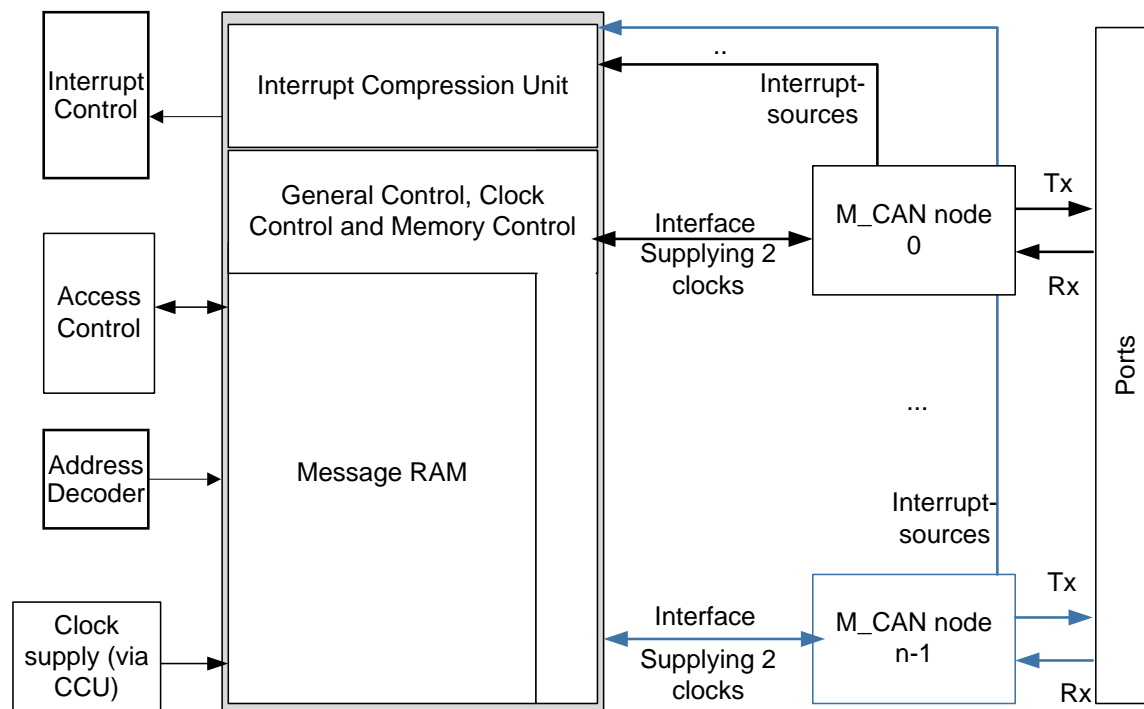 Interrupt
Control
Access
Control
Address
Decoder
Clock
supply (via
CCU)
Interrupt Compression Unit
General Control, Clock
Control and Memory Control
Message RAM
..
Interrupt-
sources
Interface
Supplying 2
clocks
M_CAN node
0
Tx
Rx
...
Interrupt-
sources
Interface
Supplying 2
clocks
M_CAN node
n-1
Tx
Rx
Ports